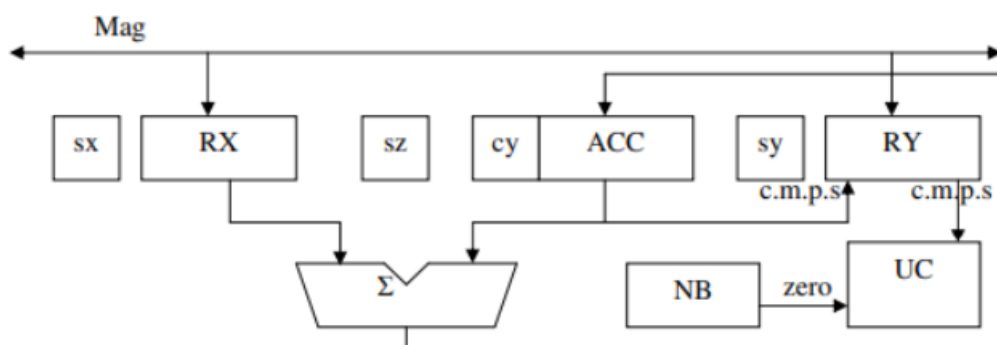 Mag
sx
RX
sz
cy
ACC
sy
RY
c.m.p.s
c.m.p.s
Σ
NB
zero
UC